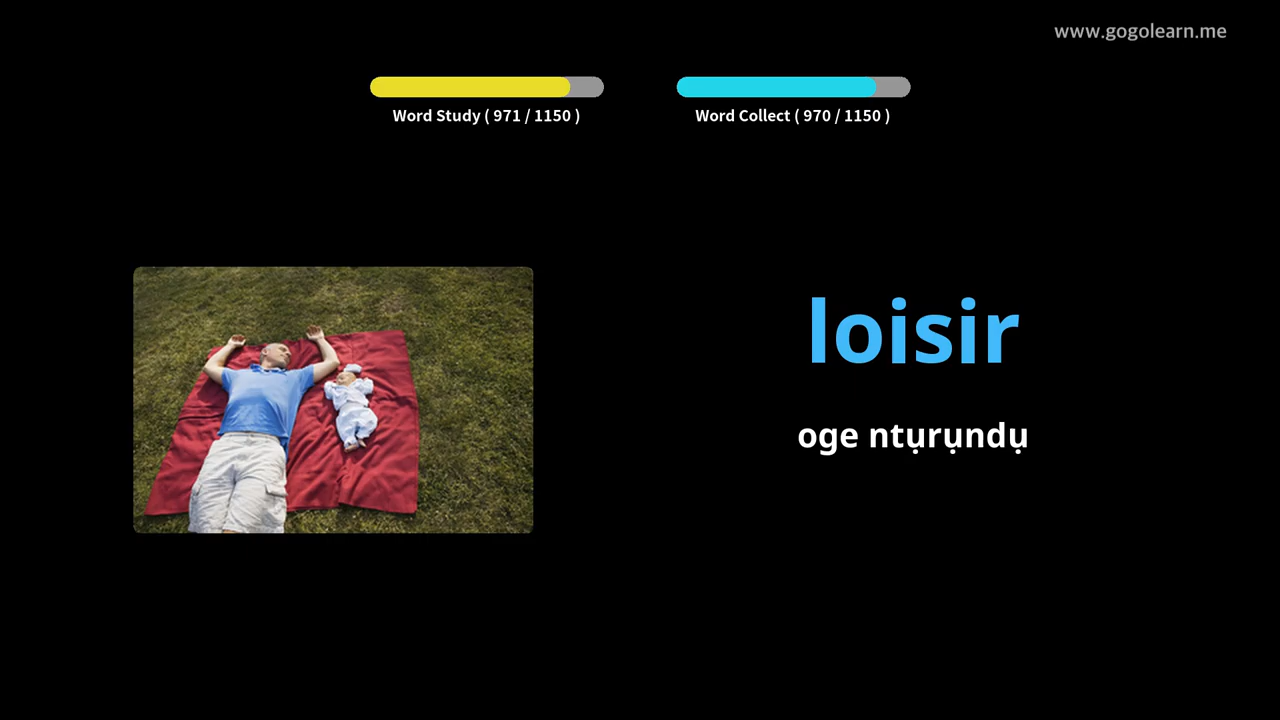 www.gogolearn.me
Word Study ( 971 / 1150 )
Word Collect ( 970 / 1150 )
loisir
oge ntụrụndụ